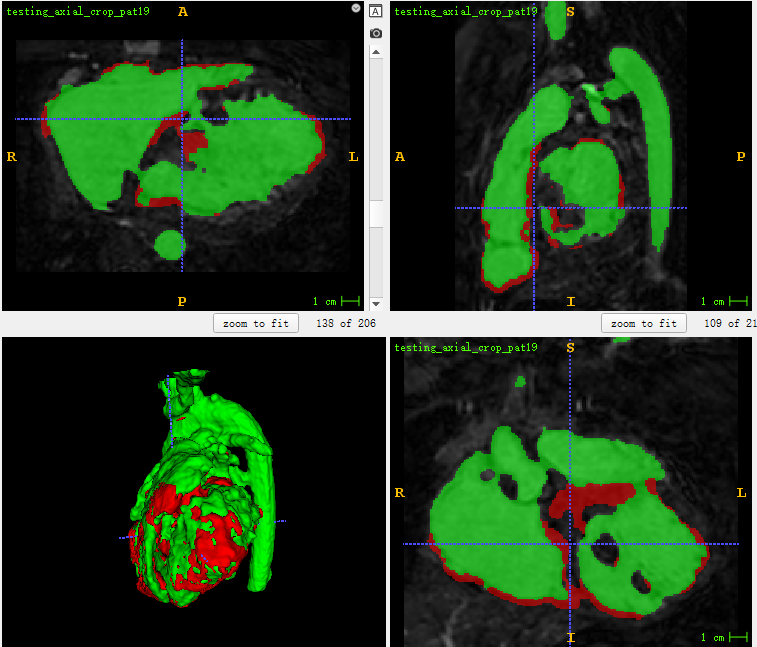 testing_axial_crop_pat19
A
A
R
L
P
1 cm
testing_axial_crop_pat19
S
A
P
I
1 cm
zoom to fit
138 of 206
zoom to fit
109 of 21
testing_axial_crop_pat19
S
R
L
I
1 cm